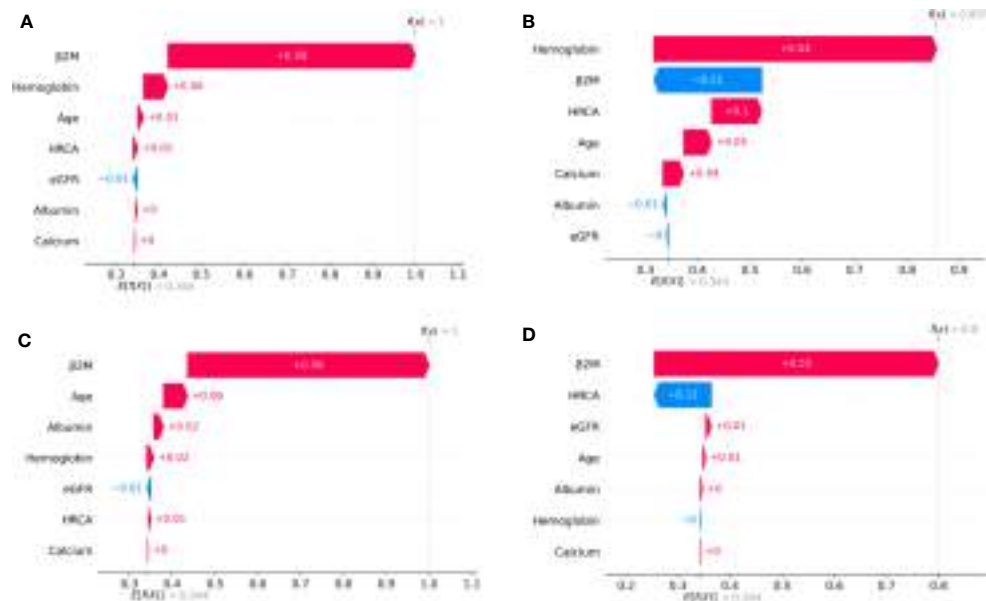 A
f(x) = 1
β2M
Hemoglobin
+0.06
Age
+0.01
HRCA
+0.01
eGFR
−0.01
Albumin
+0
Calcium
+0
0.3 0.4 0.5 0.6 0.7 0.8 0.9 1.0 1.1
E[f(X)] = 0.344
B
Hemoglobin
β2M
HRCA
+0.1
Age
+0.05
Calcium
+0.04
Albumin
−0.01
eGFR
−0
0.3 0.4 0.5 0.6 0.7 0.8 0.9
E[f(X)] = 0.344
C
f(x) = 1
β2M
+0.56
Age
+0.06
Albumin
+0.02
Hemoglobin
+0.02
eGFR
−0.01
HRCA
+0.01
Calcium
+0
0.3 0.4 0.5 0.6 0.7 0.8 0.9 1.0 1.1
E[f(X)] = 0.344
D
f(x) = 0.8
β2M
HRCA
−0.11
eGFR
+0.01
Age
+0.01
Albumin
+0
Hemoglobin
−0
Calcium
+0
0.2 0.3 0.4 0.5 0.6 0.7 0.8
E[f(X)] = 0.344